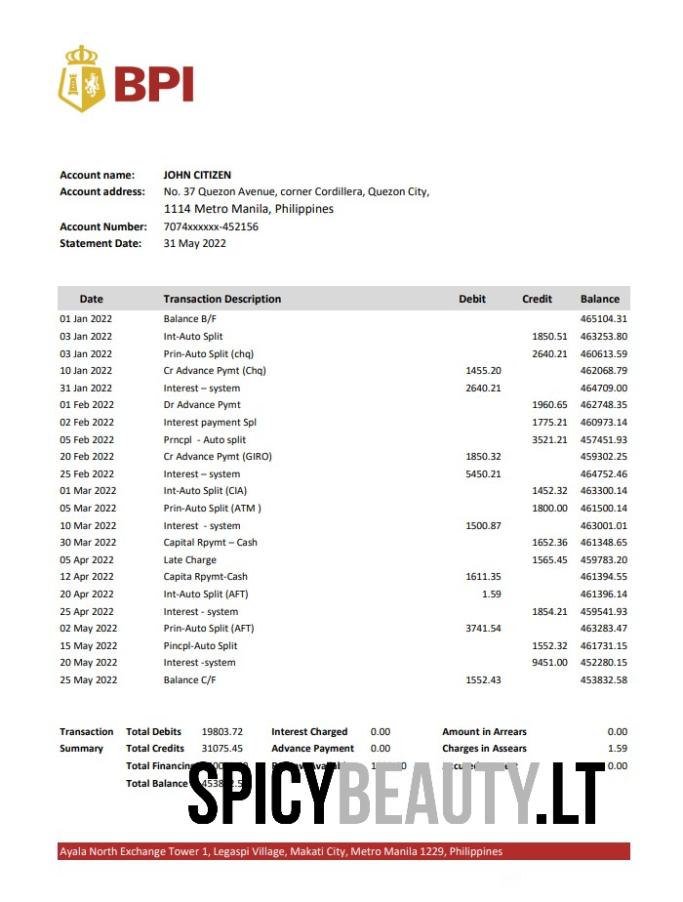 BPI
Account name: JOHN CITIZEN
Account address: No. 37 Quezon Avenue, corner Cordillera, Quezon City,
1114 Metro Manila, Philippines
Account Number: 7074xxxxxx-452156
Statement Date: 31 May 2022
Date Transaction Description Debit Credit Balance
01 Jan 2022 Balance B/F 465104.31
03 Jan 2022 Int-Auto Split 1850.51 463253.80
03 Jan 2022 Prin-Auto Split (chq) 2640.21 460613.59
10 Jan 2022 Cr Advance Pymt (Chq) 1455.20 462068.79
31 Jan 2022 Interest – system 2640.21 464709.00
01 Feb 2022 Dr Advance Pymt 1960.65 462748.35
02 Feb 2022 Interest payment Spl 1775.21 460973.14
05 Feb 2022 Prncpl - Auto split 3521.21 457451.93
20 Feb 2022 Cr Advance Pymt (GIRO) 1850.32 459302.25
25 Feb 2022 Interest – system 5450.21 464752.46
01 Mar 2022 Int-Auto Split (CIA) 1452.32 463300.14
05 Mar 2022 Prin-Auto Split (ATM ) 1800.00 461500.14
10 Mar 2022 Interest - system 1500.87 463001.01
30 Mar 2022 Capital Rpymt – Cash 1652.36 461348.65
05 Apr 2022 Late Charge 1565.45 459783.20
12 Apr 2022 Capita Rpymt-Cash 1611.35 461394.55
20 Apr 2022 Int-Auto Split (AFT) 1.59 461396.14
25 Apr 2022 Interest - system 1854.21 459541.93
02 May 2022 Prin-Auto Split (AFT) 3741.54 463283.47
15 May 2022 Pincpl-Auto Split 1552.32 461731.15
20 May 2022 Interest -system 9451.00 452280.15
25 May 2022 Balance C/F 1552.43 453832.58
Transaction Total Debits 19803.72 Interest Charged 0.00 Amount in Arrears 0.00
Summary Total Credits 31075.45 Advance Payment 0.00 Charges in Assears 1.59
Total Financing 0.00
Total Balance
SPICYBEAUTY.LT
Ayala North Exchange Tower 1, Legaspi Village, Makati City, Metro Manila 1229, Philippines